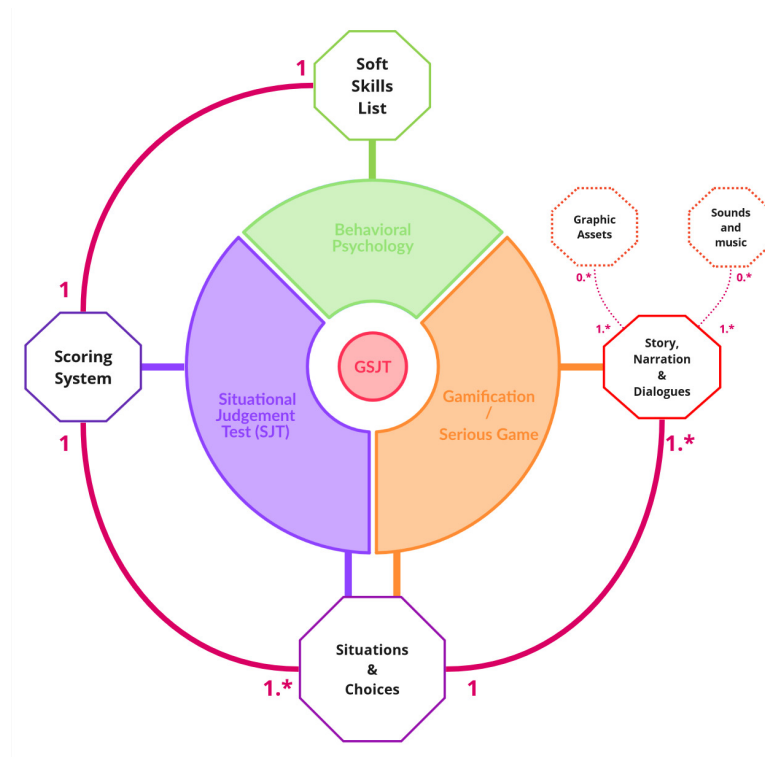 Soft
Skills
List
1
Behavioral
Psychology
Graphic
Assets
Sounds
and
music
0.*
0.*
1
1.*
1.*
Scoring
System
GSJT
Story,
Narration
&
Dialogues
Situational
Judgement
Test (SJT)
Gamification
/
Serious Game
1
1.*
Situations
&
Choices
1.*
1